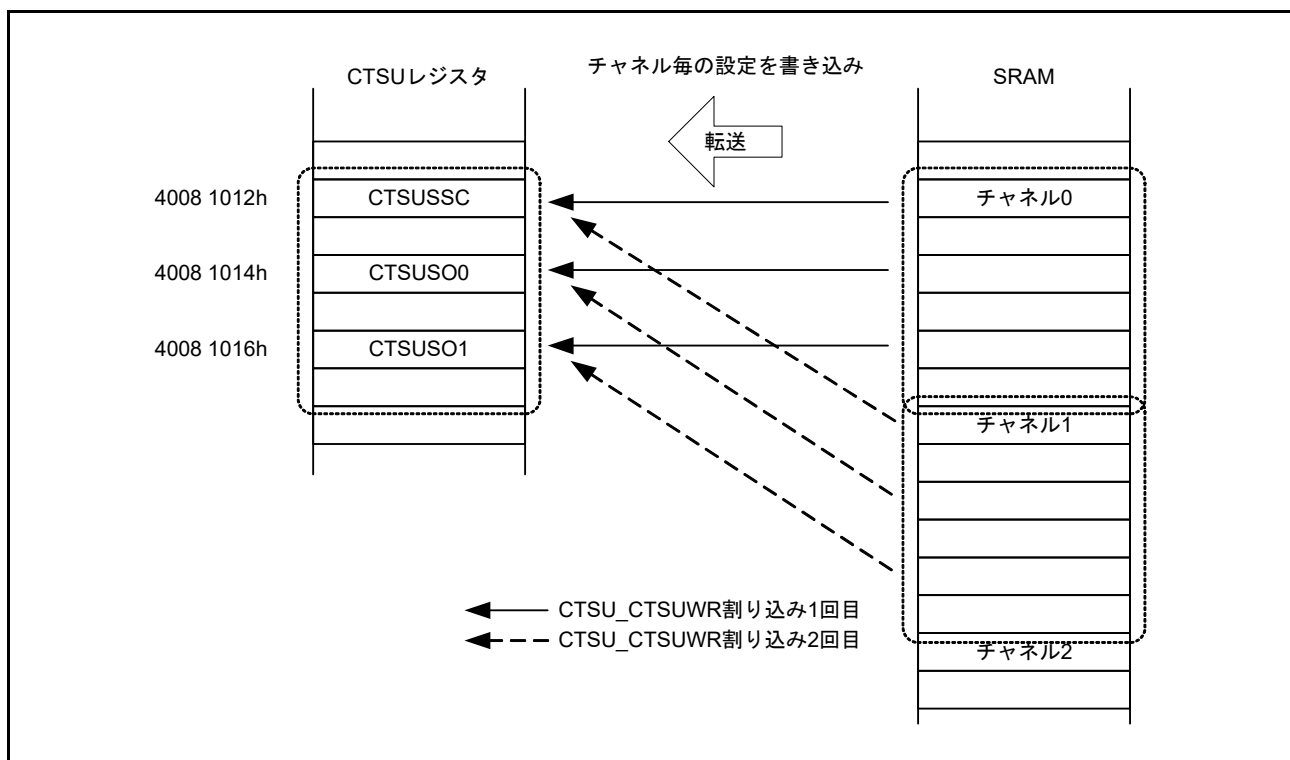 チャネル毎の設定を書き込み
CTSUレジスタ
SRAM
転送
4008 1012h
CTSUSSC
チャネル0
4008 1014h
CTSUSO0
4008 1016h
CTSUSO1
チャネル1
CTSU_CTSUWR割り込み1回目
CTSU_CTSUWR割り込み2回目
チャネル2